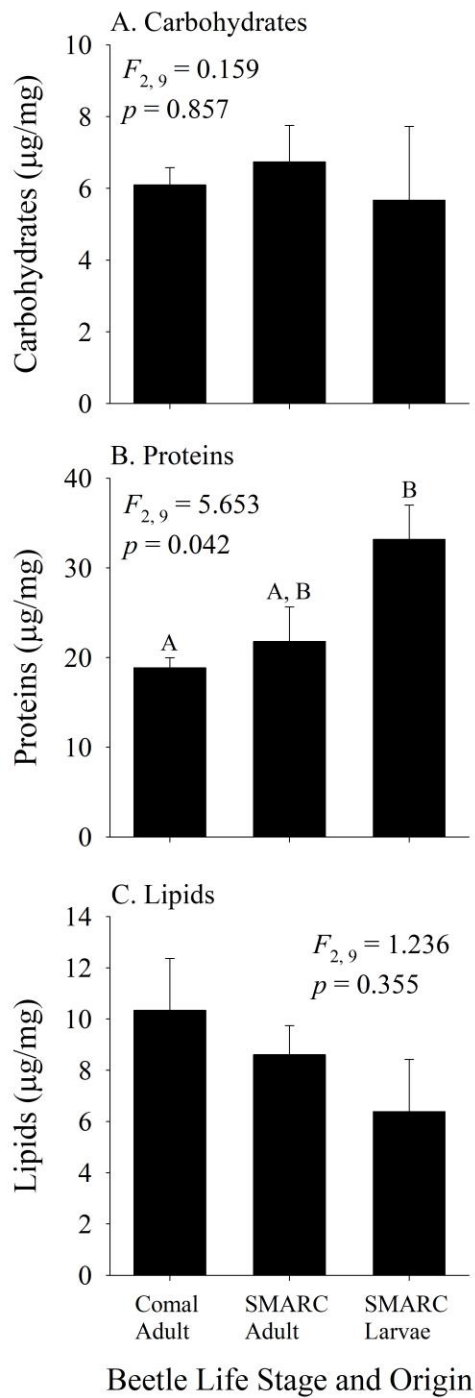 A. Carbohydrates
10
8
6
4
2
0
F2, 9 = 0.159
p = 0.857
Carbohydrates (µg/mg)
B. Proteins
40
30
20
10
0
F2, 9 = 5.653
p = 0.042
A
A, B
B
Proteins (µg/mg)
C. Lipids
14
12
10
8
6
4
2
0
F2, 9 = 1.236
p = 0.355
Lipids (µg/mg)
Comal
Adult
SMARC
Adult
SMARC
Larvae
Beetle Life Stage and Origin